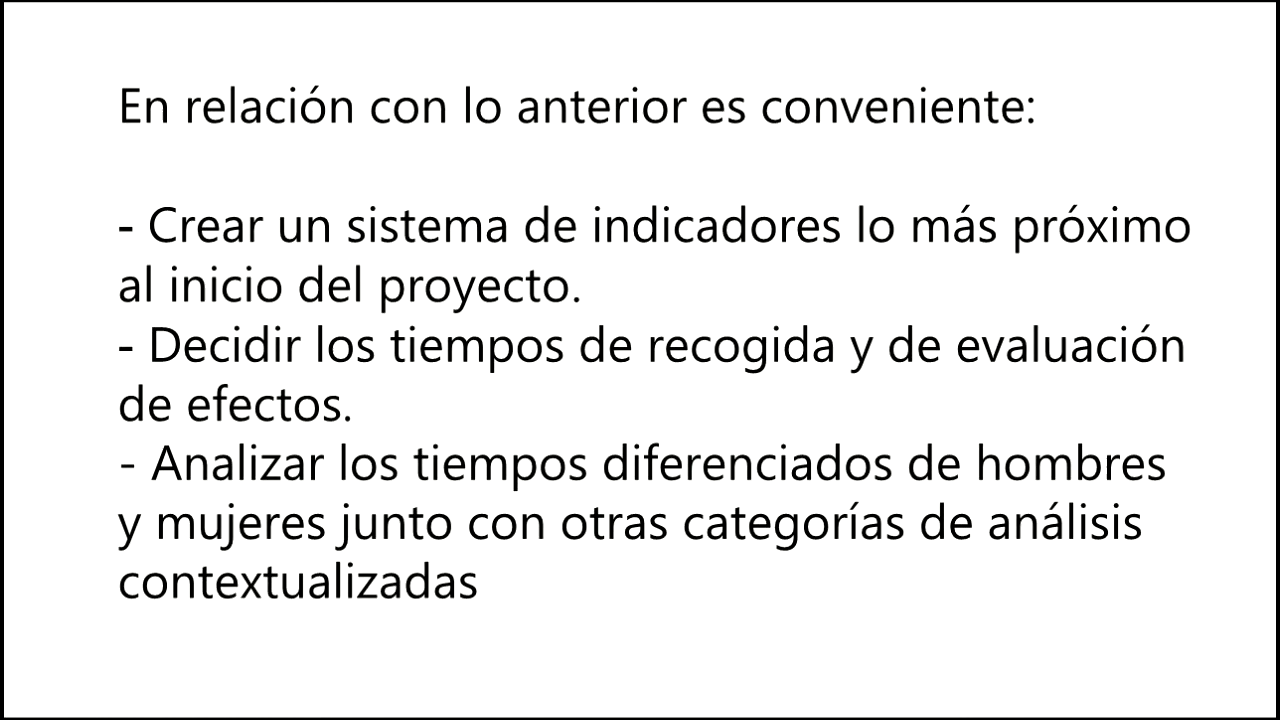 En relación con lo anterior es conveniente:
- Crear un sistema de indicadores lo más próximo
al inicio del proyecto.
- Decidir los tiempos de recogida y de evaluación
de efectos.
- Analizar los tiempos diferenciados de hombres
y mujeres junto con otras categorías de análisis
contextualizadas